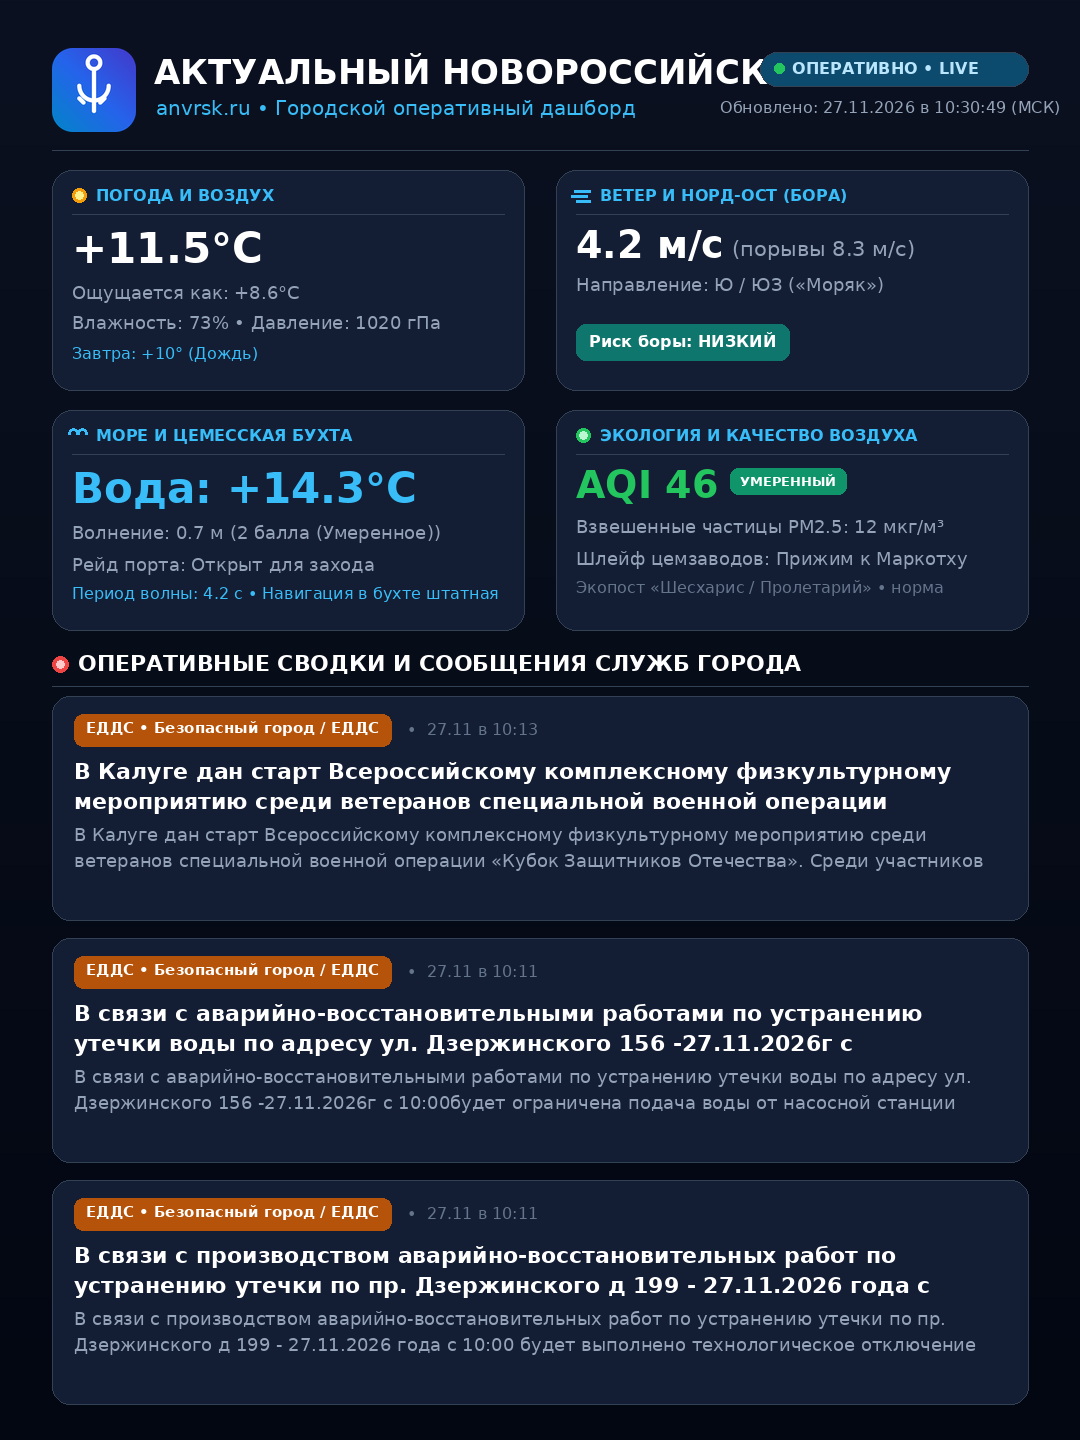 АКТУАЛЬНЫЙ НОВОРОССИЙСК
ОПЕРАТИВНО • LIVE
anvrsk.ru • Городской оперативный дашборд
Обновлено: 27.11.2026 в 10:30:49 (МСК)
ПОГОДА И ВОЗДУХ
+11.5°C
Ощущается как: +8.6°C
Влажность: 73% • Давление: 1020 гПа
Завтра: +10° (Дождь)
ВЕТЕР И НОРД-ОСТ (БОРА)
4.2 м/с (порывы 8.3 м/с)
Направление: Ю / ЮЗ («Моряк»)
Риск боры: НИЗКИЙ
МОРЕ И ЦЕМЕССКАЯ БУХТА
Вода: +14.3°C
Волнение: 0.7 м (2 балла (Умеренное))
Рейд порта: Открыт для захода
Период волны: 4.2 с • Навигация в бухте штатная
ЭКОЛОГИЯ И КАЧЕСТВО ВОЗДУХА
AQI 46 УМЕРЕННЫЙ
Взвешенные частицы PM2.5: 12 мкг/м³
Шлейф цемзаводов: Прижим к Маркотху
Экопост «Шесхарис / Пролетарий» • норма
ОПЕРАТИВНЫЕ СВОДКИ И СООБЩЕНИЯ СЛУЖБ ГОРОДА
ЕДДС • Безопасный город / ЕДДС • 27.11 в 10:13
В Калуге дан старт Всероссийскому комплексному физкультурному
мероприятию среди ветеранов специальной военной операции
В Калуге дан старт Всероссийскому комплексному физкультурному мероприятию среди
ветеранов специальной военной операции «Кубок Защитников Отечества». Среди участников
ЕДДС • Безопасный город / ЕДДС • 27.11 в 10:11
В связи с аварийно-восстановительными работами по устранению
утечки воды по адресу ул. Дзержинского 156 -27.11.2026г с
В связи с аварийно-восстановительными работами по устранению утечки воды по адресу ул.
Дзержинского 156 -27.11.2026г с 10:00будет ограничена подача воды от насосной станции
ЕДДС • Безопасный город / ЕДДС • 27.11 в 10:11
В связи с производством аварийно-восстановительных работ по
устранению утечки по пр. Дзержинского д 199 - 27.11.2026 года с
В связи с производством аварийно-восстановительных работ по устранению утечки по пр.
Дзержинского д 199 - 27.11.2026 года с 10:00 будет выполнено технологическое отключение